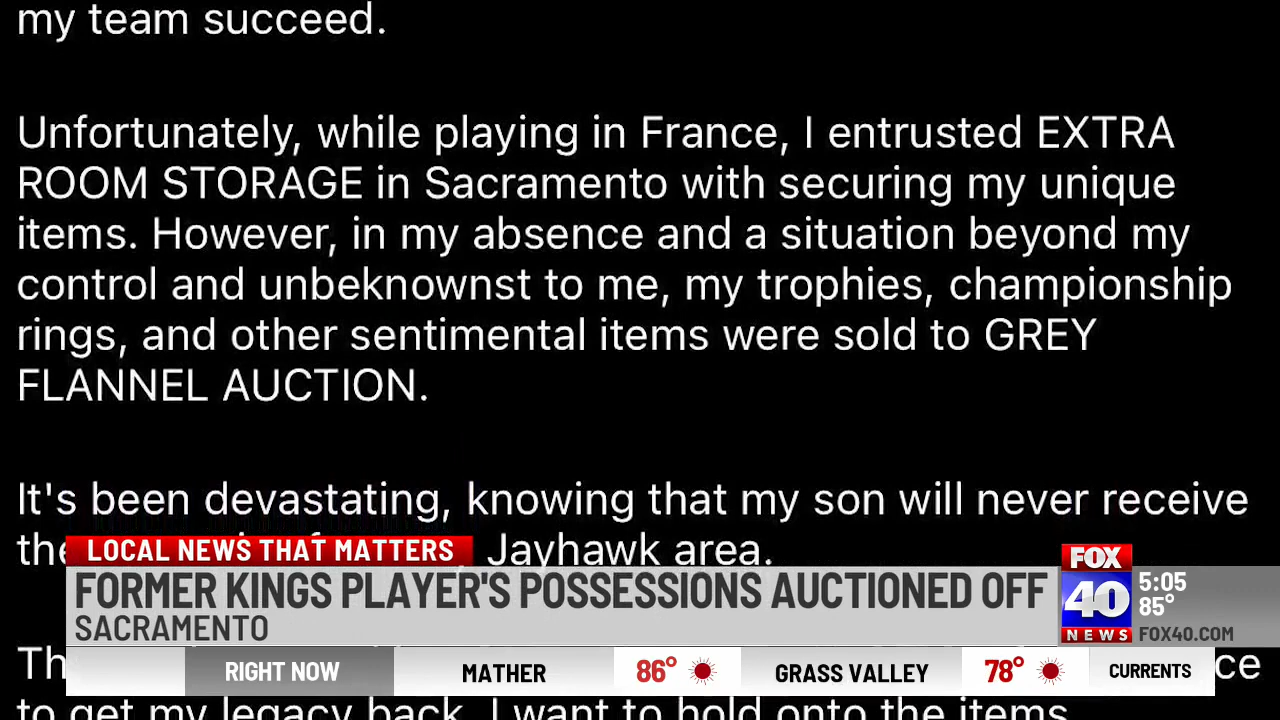 my team succeed.
Unfortunately, while playing in France, I entrusted EXTRA
ROOM STORAGE in Sacramento with securing my unique
items. However, in my absence and a situation beyond my
control and unbeknownst to me, my trophies, championship
rings, and other sentimental items were sold to GREY
FLANNEL AUCTION.
It's been devastating, knowing that my son will never receive
Jayhawk area.
LOCAL NEWS THAT MATTERS
FORMER KINGS PLAYER'S POSSESSIONS AUCTIONED OFF
SACRAMENTO
FOX
40
NEWS
5:05
85°
FOX40.COM
RIGHT NOW MATHER 86° GRASS VALLEY 78° CURRENTS
to get my legacy back. I want to hold onto the items